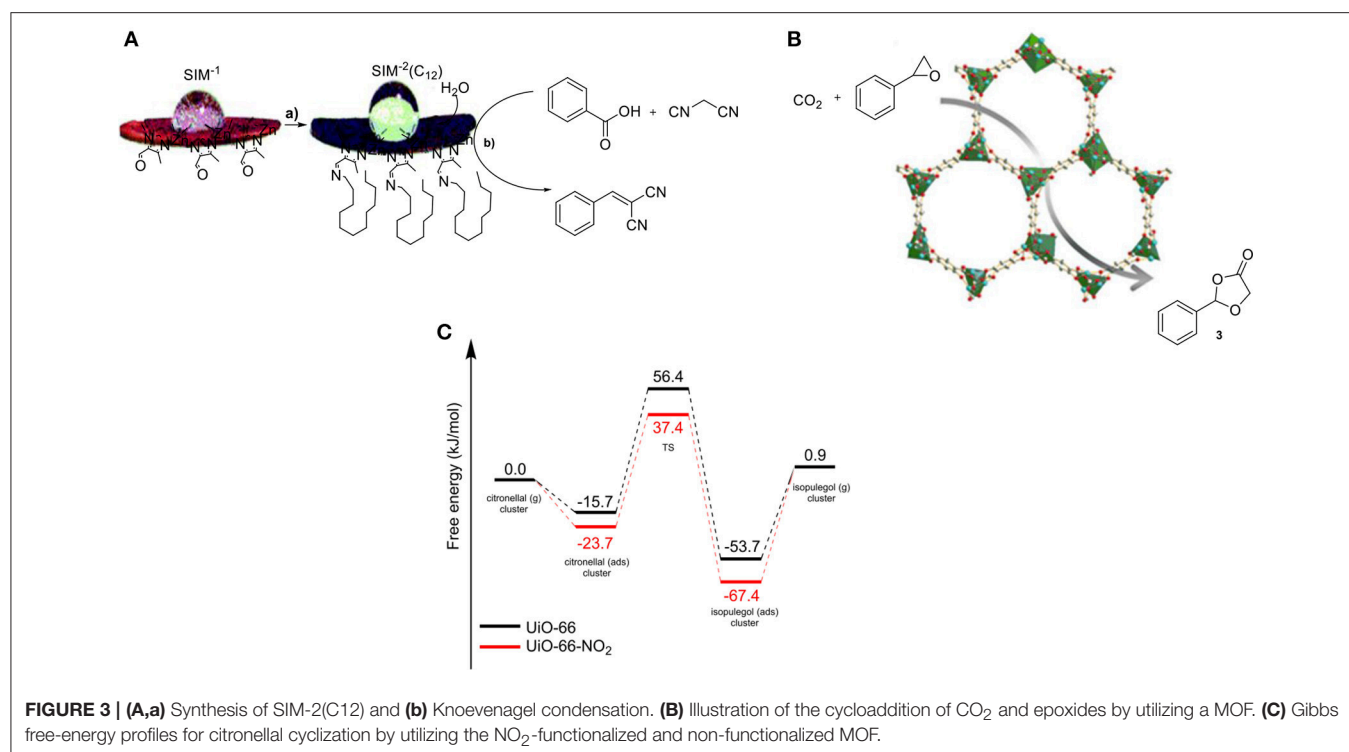 A
SIM-1
a)
N Zn N
O O O
SIM-2(C12)
H2O
b)
N N N
OH
O
+
NC CN
CN
CN
B
CO2 +
O
O
O
O
3
C
Free energy (kJ/mol)
0.0
citronellal (g)
cluster
-15.7
-23.7
citronellal (ads)
cluster
56.4
37.4
TS
-53.7
-67.4
isopulegol (ads)
cluster
0.9
isopulegol (g)
cluster
UiO-66
UiO-66-NO2
FIGURE 3 | (A,a) Synthesis of SIM-2(C12) and (b) Knoevenagel condensation. (B) Illustration of the cycloaddition of CO2 and epoxides by utilizing a MOF. (C) Gibbs
free-energy profiles for citronellal cyclization by utilizing the NO2-functionalized and non-functionalized MOF.